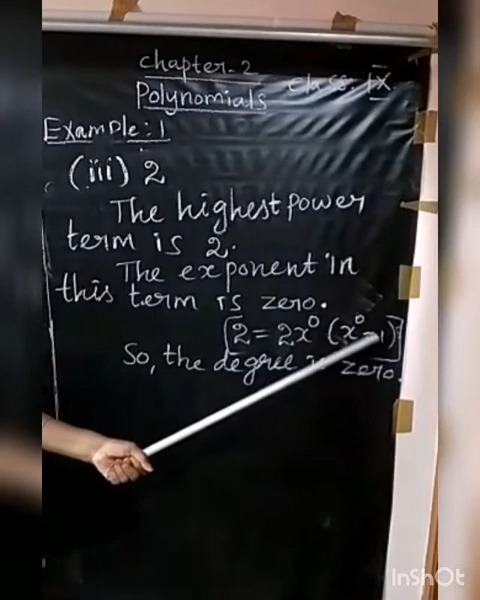 chapter-2
class: IX
Polynomials
Example: 1
(iii) 2
The highest power
term is 2.
The exponent in
this term is zero.
[2 = 2x⁰ (x⁰=1)]
So, the degree is zero.
InShOt